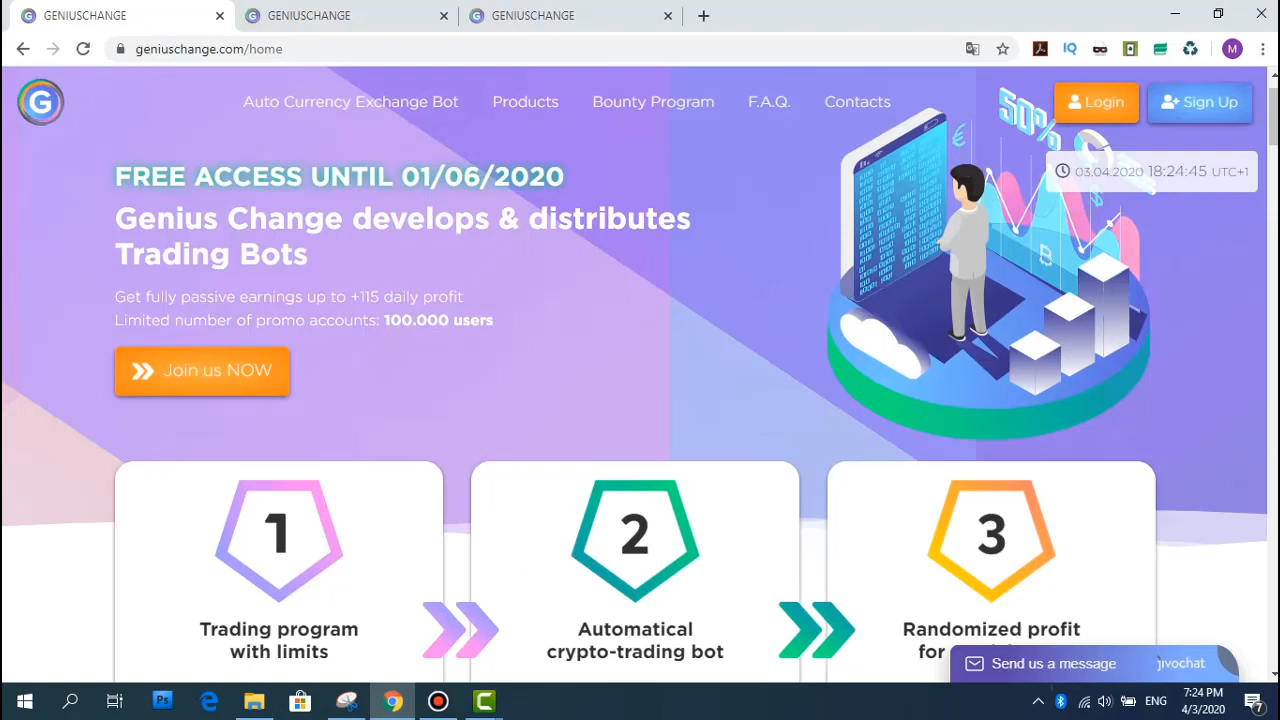 GENIUSCHANGE
GENIUSCHANGE
GENIUSCHANGE
geniuschange.com/home
M
G
Auto Currency Exchange Bot
Products
Bounty Program
F.A.Q.
Contacts
Login
Sign Up
50%
03.04.2020 18:24:45 UTC+1
FREE ACCESS UNTIL 01/06/2020
Genius Change develops & distributes
Trading Bots
Get fully passive earnings up to +115 daily profit
Limited number of promo accounts: 100.000 users
Join us NOW
1
Trading program
with limits
2
Automatical
crypto-trading bot
3
Randomized profit
Send us a message
jivochat
Ps
ENG
7:24 PM
4/3/2020
7